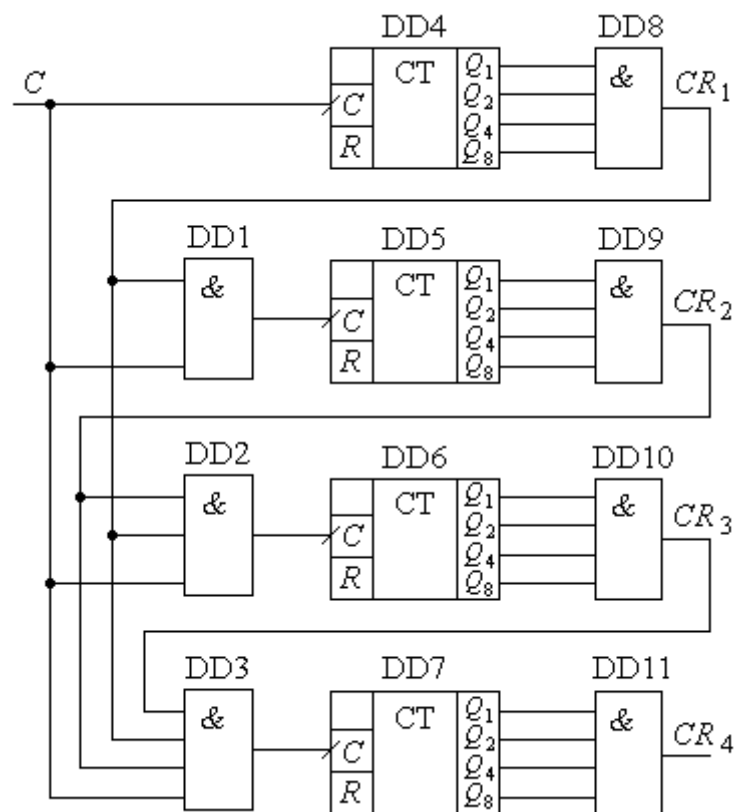 DD4 DD8
C CT Q1 & CR1
C Q2
R Q4
Q8
DD1 DD5 DD9
& CT Q1 & CR2
C Q2
R Q4
Q8
DD2 DD6 DD10
& CT Q1 & CR3
C Q2
R Q4
Q8
DD3 DD7 DD11
& CT Q1 & CR4
C Q2
R Q4
Q8